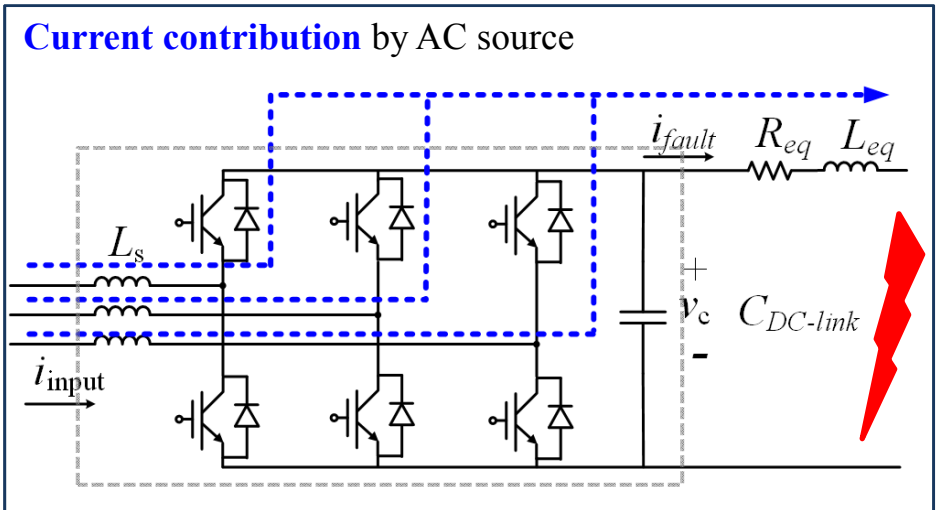 Current contribution by AC source
i_fault R_eq L_eq
L_s
+
v_c C_DC-link
-
i_input